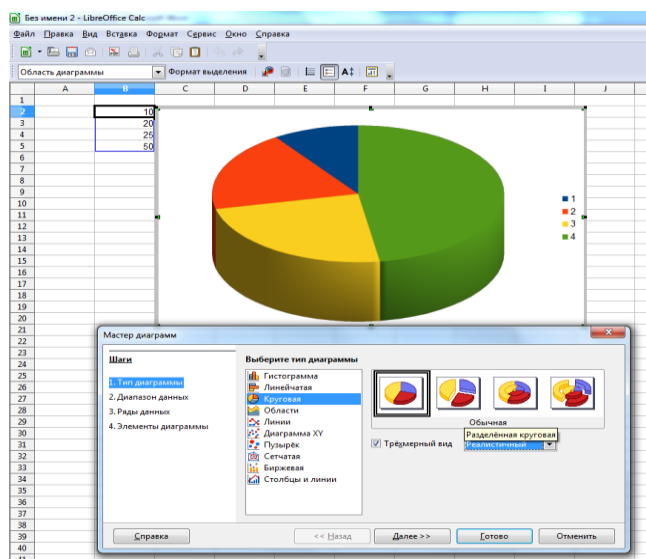 Без имени 2 - LibreOffice Calc
Файл Правка Вид Вставка Формат Сервис Окно Справка
Область диаграммы Формат выделения
A B C D E F G H I J
1
2 10
3 20
4 25
5 50
6
7
8
9
10 1
11 2
12 3
13 4
14
15
16
17
18
19
20
21
22
23
24
25
26
27
28
29
30
31
32
33
34
35
36
37
38
39
40
Мастер диаграмм
Шаги
1. Тип диаграммы
2. Диапазон данных
3. Ряды данных
4. Элементы диаграммы
Выберите тип диаграммы
Гистограмма
Линейчатая
Круговая
Области
Линии
Диаграмма XY
Пузырёк
Сетчатая
Биржевая
Столбцы и линии
Обычная
Разделённая круговая
Трёхмерный вид Реалистичный
Справка << Назад Далее >> Готово Отменить